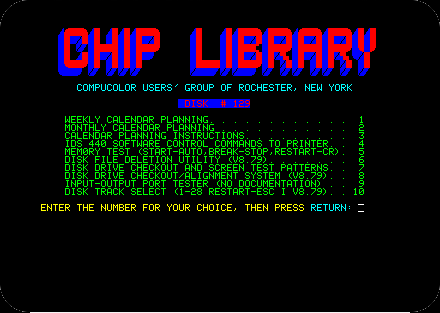 CHIP LIBRARY
COMPUCOLOR USERS' GROUP OF ROCHESTER, NEW YORK
DISK # 129
WEEKLY CALENDAR PLANNING . . . . . . . . . . . . 1
MONTHLY CALENDAR PLANNING . . . . . . . . . . . 2
CALENDAR PLANNING INSTRUCTIONS . . . . . . . . . 3
IDS 440 SOFTWARE CONTROL COMMANDS TO PRINTER . . 4
MEMORY TEST (START-AUTO,BREAK-STOP,RESTART-CR) . 5
DISK FILE DELETION UTILITY (V8.79) . . . . . . . 6
DISK DRIVE CHECKOUT AND SCREEN TEST PATTERNS . . 7
DISK DRIVE CHECKOUT/ALIGNMENT SYSTEM (V8.79) . . 8
INPUT-OUTPUT PORT TESTER (NO DOCUMENTATION) . . 9
DISK TRACK SELECT (1-28 RESTART-ESC I V8.79) . . 10
ENTER THE NUMBER FOR YOUR CHOICE, THEN PRESS RETURN: